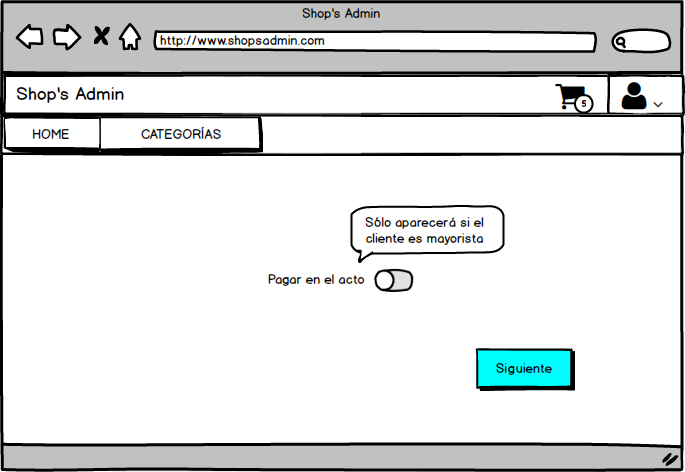 Shop's Admin
http://www.shopsadmin.com
Shop's Admin
5
HOME
CATEGORÍAS
Sólo aparecerá si el
cliente es mayorista
Pagar en el acto
Siguiente